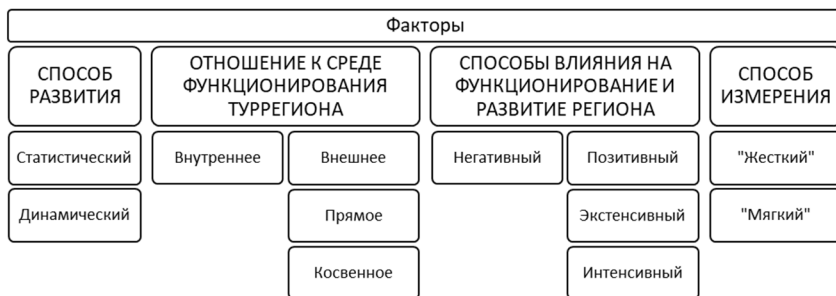 Факторы
СПОСОБ
РАЗВИТИЯ
ОТНОШЕНИЕ К СРЕДЕ
ФУНКЦИОНИРОВАНИЯ
ТУРРЕГИОНА
СПОСОБЫ ВЛИЯНИЯ НА
ФУНКЦИОНИРОВАНИЕ И
РАЗВИТИЕ РЕГИОНА
СПОСОБ
ИЗМЕРЕНИЯ
Статистический
Внутреннее
Внешнее
Негативный
Позитивный
"Жесткий"
Динамический
Прямое
Экстенсивный
"Мягкий"
Косвенное
Интенсивный